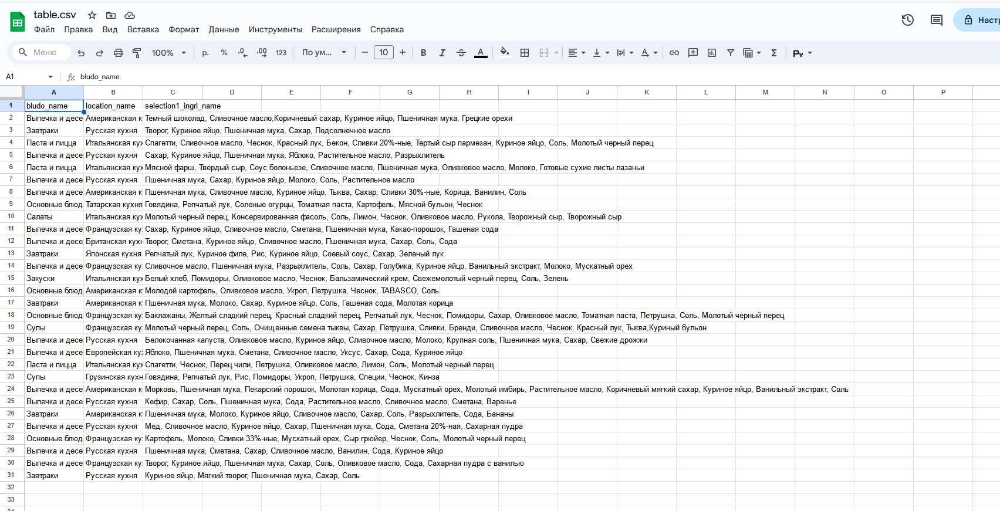 table.csv
Файл Правка Вид Вставка Формат Данные Инструменты Расширения Справка
Меню 100% р. % .0 .00 123 По ум... 10 B I A Σ Py
A1 fx bludo_name
A B C D E F G H I J K L M N O P
1 bludo_name location_name selection1_ingri_name
2 Выпечка и десе Американская к Темный шоколад, Сливочное масло,Коричневый сахар, Куриное яйцо, Пшеничная мука, Грецкие орехи
3 Завтраки Русская кухня Творог, Куриное яйцо, Пшеничная мука, Сахар, Подсолнечное масло
4 Паста и пицца Итальянская кух Спагетти, Сливочное масло, Чеснок, Красный лук, Бекон, Сливки 20%-ные, Тертый сыр пармезан, Куриное яйцо, Соль, Молотый черный перец
5 Выпечка и десе Русская кухня Сахар, Куриное яйцо, Пшеничная мука, Яблоко, Растительное масло, Разрыхлитель
6 Паста и пицца Итальянская кух Мясной фарш, Твердый сыр, Соус болоньезе, Сливочное масло, Пшеничная мука, Оливковое масло, Молоко, Готовые сухие листы лазаньи
7 Выпечка и десе Русская кухня Пшеничная мука, Сахар, Куриное яйцо, Молоко, Соль, Растительное масло
8 Выпечка и десе Американская к Пшеничная мука, Сливочное масло, Куриное яйцо, Тыква, Сахар, Сливки 30%-ные, Корица, Ванилин, Соль
9 Основные блюд Татарская кухня Говядина, Репчатый лук, Соленые огурцы, Томатная паста, Картофель, Мясной бульон, Чеснок
10 Салаты Итальянская кух Молотый черный перец, Консервированная фасоль, Соль, Лимон, Чеснок, Оливковое масло, Рукола, Творожный сыр, Творожный сыр
11 Выпечка и десе Французская ку Сахар, Куриное яйцо, Сливочное масло, Сметана, Пшеничная мука, Какао-порошок, Гашеная сода
12 Выпечка и десе Британская кухн Творог, Сметана, Куриное яйцо, Сливочное масло, Пшеничная мука, Сахар, Соль, Сода
13 Завтраки Японская кухня Репчатый лук, Куриное филе, Рис, Куриное яйцо, Соевый соус, Сахар, Зеленый лук
14 Выпечка и десе Французская ку Сливочное масло, Пшеничная мука, Разрыхлитель, Соль, Сахар, Голубика, Куриное яйцо, Ванильный экстракт, Молоко, Мускатный орех
15 Закуски Итальянская кух Белый хлеб, Помидоры, Оливковое масло, Чеснок, Бальзамический крем, Свежемолотый черный перец, Соль, Зелень
16 Основные блюд Американская к Молодой картофель, Оливковое масло, Укроп, Петрушка, Чеснок, TABASCO, Соль
17 Завтраки Американская к Пшеничная мука, Молоко, Сахар, Куриное яйцо, Соль, Гашеная сода, Молотая корица
18 Основные блюд Французская ку Баклажаны, Желтый сладкий перец, Красный сладкий перец, Репчатый лук, Чеснок, Помидоры, Сахар, Оливковое масло, Томатная паста, Петрушка, Соль, Молотый черный перец
19 Супы Французская ку Молотый черный перец, Соль, Очищенные семена тыквы, Сахар, Петрушка, Сливки, Бренди, Сливочное масло, Чеснок, Красный лук, Тыква,Куриный бульон
20 Выпечка и десе Русская кухня Белокочанная капуста, Оливковое масло, Куриное яйцо, Сливочное масло, Молоко, Крупная соль, Пшеничная мука, Сахар, Свежие дрожжи
21 Выпечка и десе Европейская кух Яблоко, Пшеничная мука, Сметана, Сливочное масло, Уксус, Сахар, Сода, Куриное яйцо
22 Паста и пицца Итальянская кух Спагетти, Чеснок, Перец чили, Петрушка, Оливковое масло, Лимон, Соль, Молотый черный перец
23 Супы Грузинская кухн Говядина, Репчатый лук, Рис, Помидоры, Укроп, Петрушка, Специи, Чеснок, Кинза
24 Выпечка и десе Американская к Морковь, Пшеничная мука, Пекарский порошок, Молотая корица, Сода, Мускатный орех, Молотый имбирь, Растительное масло, Коричневый мягкий сахар, Куриное яйцо, Ванильный экстракт, Соль
25 Выпечка и десе Русская кухня Кефир, Сахар, Соль, Пшеничная мука, Сода, Растительное масло, Сливочное масло, Сметана, Варенье
26 Завтраки Американская к Пшеничная мука, Молоко, Куриное яйцо, Сливочное масло, Сахар, Соль, Разрыхлитель, Сода, Бананы
27 Выпечка и десе Русская кухня Мед, Сливочное масло, Куриное яйцо, Сахар, Пшеничная мука, Сода, Сметана 20%-ная, Сахарная пудра
28 Основные блюд Французская ку Картофель, Молоко, Сливки 33%-ные, Мускатный орех, Сыр грюйер, Чеснок, Соль, Молотый черный перец
29 Выпечка и десе Русская кухня Пшеничная мука, Сметана, Сахар, Сливочное масло, Ванилин, Сода, Куриное яйцо
30 Выпечка и десе Французская ку Творог, Куриное яйцо, Пшеничная мука, Сахар, Соль, Оливковое масло, Сода, Сахарная пудра с ванилью
31 Завтраки Русская кухня Куриное яйцо, Мягкий творог, Пшеничная мука, Сахар, Соль
32
33